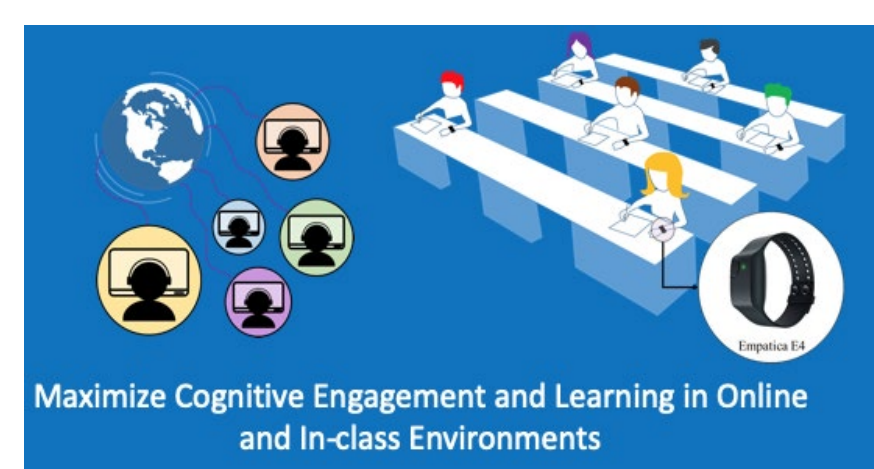 Empatica E4
Maximize Cognitive Engagement and Learning in Online
and In-class Environments